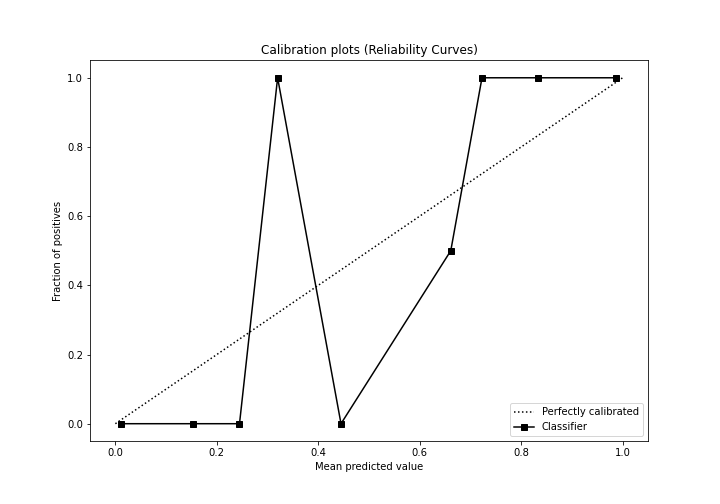 Calibration plots (Reliability Curves)
1.0
0.8
0.6
0.4
0.2
0.0
Fraction of positives
Perfectly calibrated
Classifier
0.0 0.2 0.4 0.6 0.8 1.0
Mean predicted value